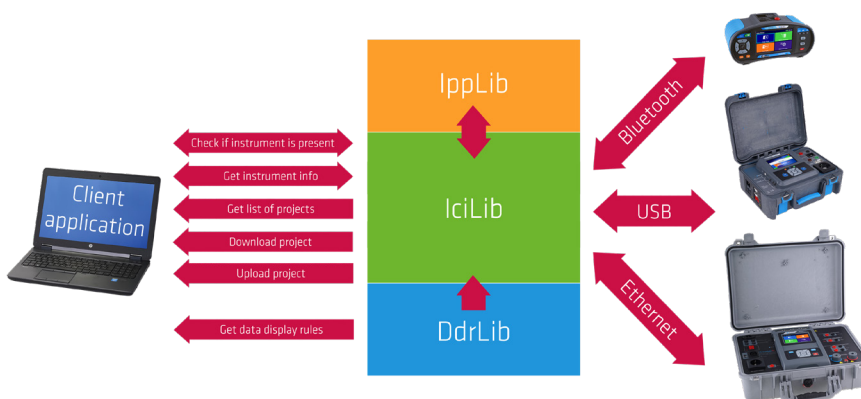 IppLib
Check if instrument is present
Get instrument info
Get list of projects
Download project
Upload project
Get data display rules
Client
application
IciLib
DdrLib
Bluetooth
USB
Ethernet